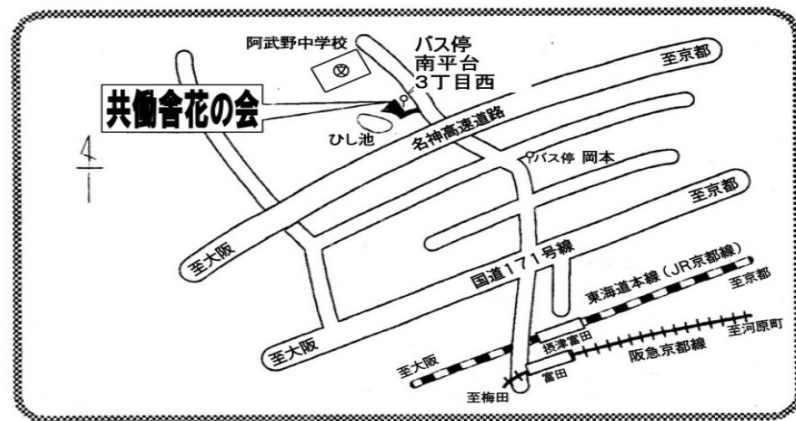 阿武野中学校
文
バス停
南平台
3丁目西
至京都
共働舎花の会
ひし池
名神高速道路
バス停 岡本
至京都
至大阪
国道171号線
東海道本線(JR京都線)
至京都
至大阪
摂津富田
至大阪
富田
阪急京都線
至河原町
至梅田